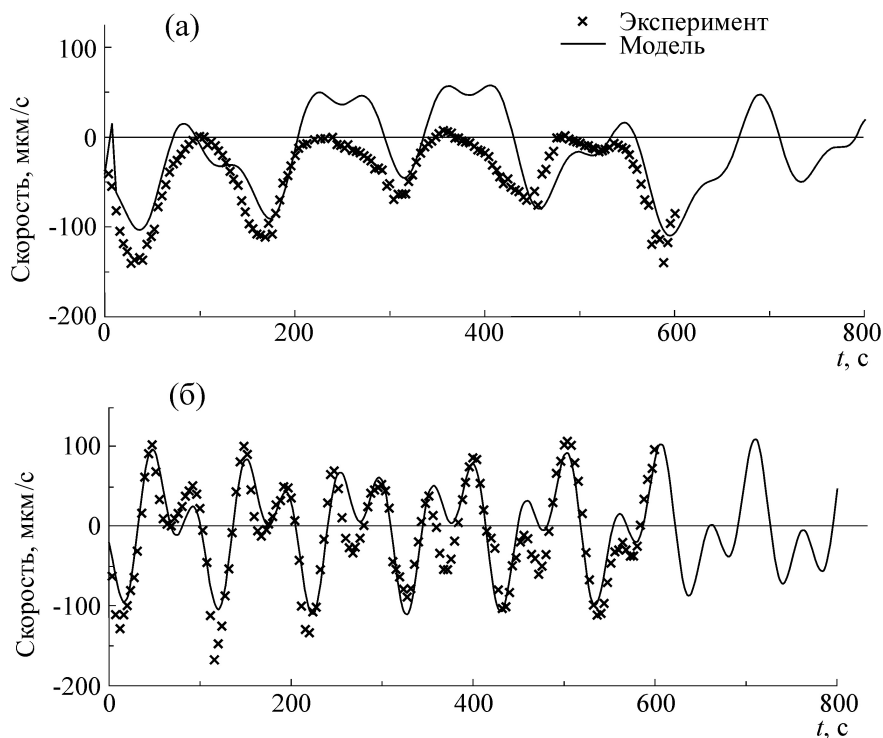 (а)
Эксперимент
Модель
100
0
-100
-200
Скорость, мкм/с
0 200 400 600 800
t, с
(б)
100
0
-100
-200
Скорость, мкм/с
0 200 400 600 800
t, с